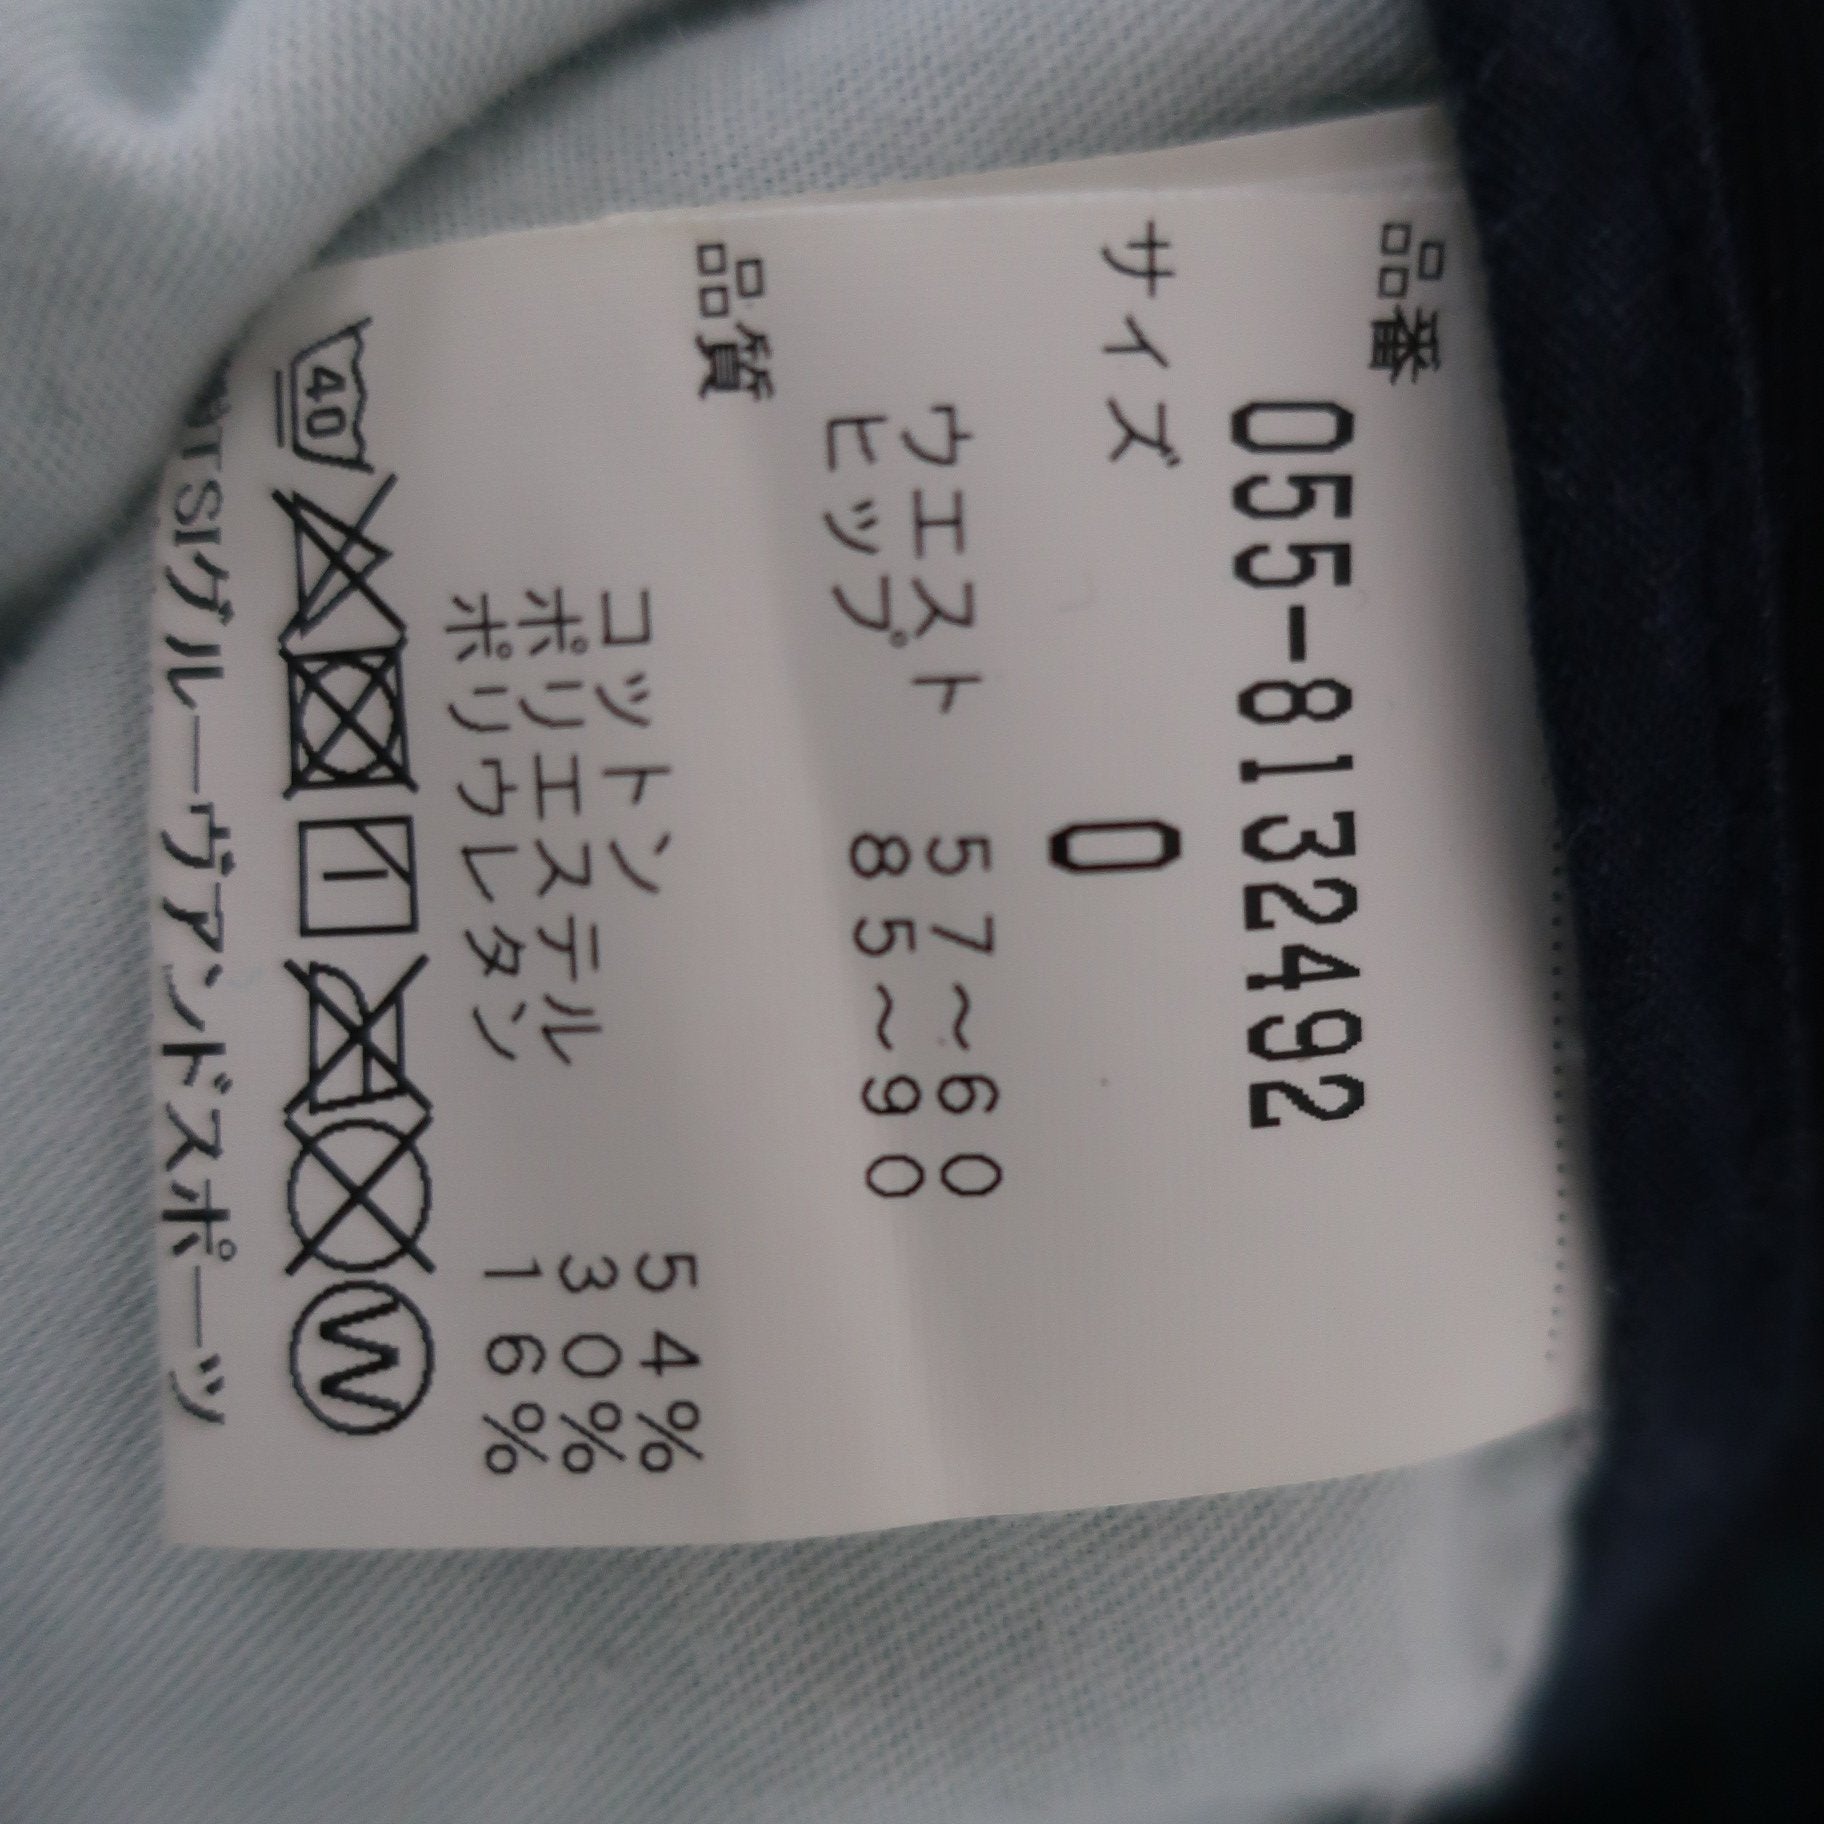 品番
055-8132492
サイズ 0
ウエスト 57～60
ヒップ 85～90
品質
コットン 54%
ポリエステル 30%
ポリウレタン 16%
40
W
TSIグルーヴアンドスポーツ